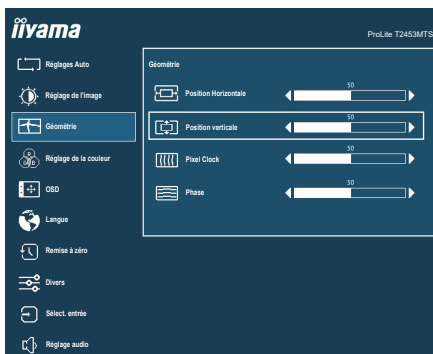 iiyama
ProLite T2453MTS
Réglages Auto
Réglage de l'image
Géométrie
Réglage de la couleur
OSD
Langue
Remise à zéro
Divers
Sélect. entrée
Réglage audio
Géométrie
Position Horizontale
50
Position verticale
50
Pixel Clock
50
Phase
50